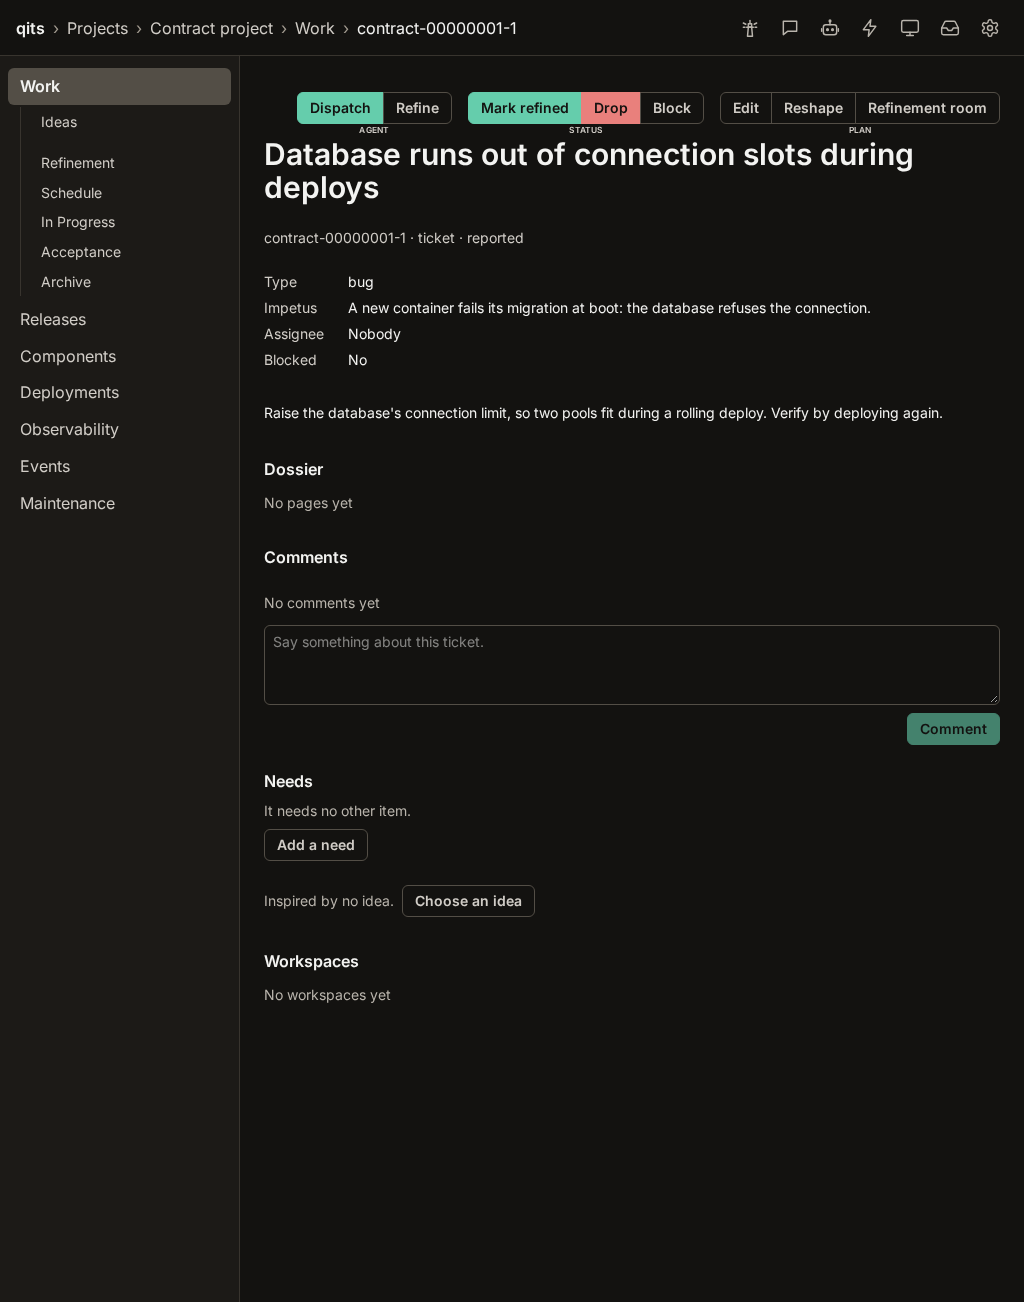 qits › Projects › Contract project › Work › contract-00000001-1
Work
Ideas
Refinement
Schedule
In Progress
Acceptance
Archive
Releases
Components
Deployments
Observability
Events
Maintenance
Dispatch Refine
AGENT
Mark refined Drop Block
STATUS
Edit Reshape Refinement room
PLAN
Database runs out of connection slots during
deploys
contract-00000001-1 · ticket · reported
Type bug
Impetus A new container fails its migration at boot: the database refuses the connection.
Assignee Nobody
Blocked No
Raise the database's connection limit, so two pools fit during a rolling deploy. Verify by deploying again.
Dossier
No pages yet
Comments
No comments yet
Say something about this ticket.
Comment
Needs
It needs no other item.
Add a need
Inspired by no idea. Choose an idea
Workspaces
No workspaces yet